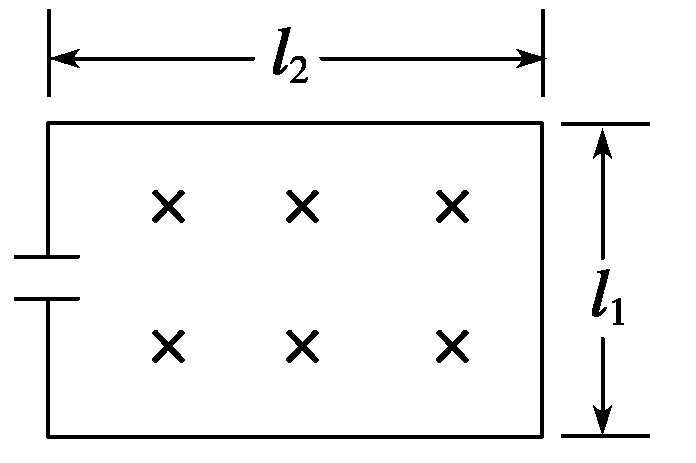 l₂
× × ×
l₁
× × ×